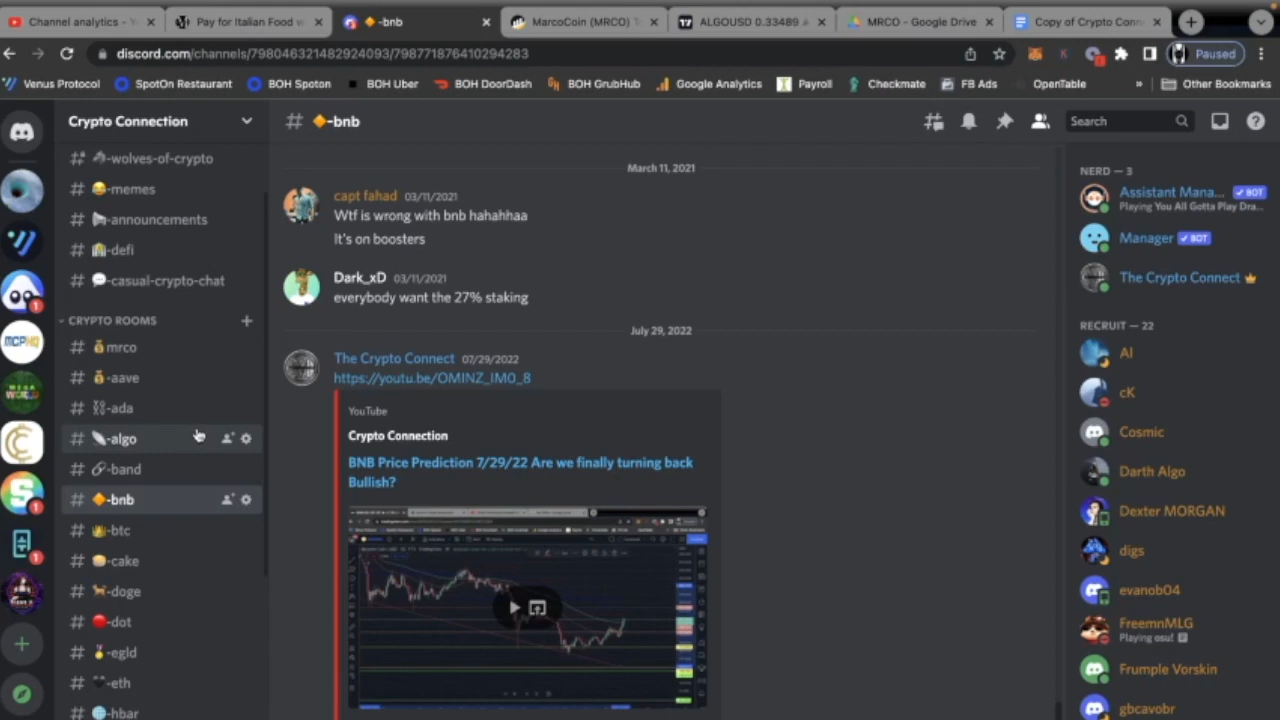 Channel analytics - Y
Pay for Italian Food w
-bnb
MarcoCoin (MRCO) T
ALGOUSD 0.33489
MRCO - Google Drive
Copy of Crypto Conn
discord.com/channels/798046321482924093/798771876410294283
Paused
Venus Protocol
SpotOn Restaurant
BOH Spoton
BOH Uber
BOH DoorDash
BOH GrubHub
Google Analytics
Payroll
Checkmate
FB Ads
OpenTable
»
Other Bookmarks
Crypto Connection
# -bnb
Search
-wolves-of-crypto
-memes
-announcements
-defi
-casual-crypto-chat
CRYPTO ROOMS
mrco
-aave
-ada
-algo
-band
-bnb
-btc
-cake
-doge
-dot
-egld
-eth
-hbar
MCPHQ
MEGA
WORLD
1
1
1
March 11, 2021
capt fahad 03/11/2021
Wtf is wrong with bnb hahahhaa
It's on boosters
Dark_xD 03/11/2021
everybody want the 27% staking
July 29, 2022
The Crypto Connect 07/29/2022
https://youtu.be/OMINZ_IM0_8
YouTube
Crypto Connection
BNB Price Prediction 7/29/22 Are we finally turning back
Bullish?
NERD — 3
Assistant Mana... ✓ BOT
Playing You All Gotta Play Dra...
Manager ✓ BOT
The Crypto Connect
RECRUIT — 22
Al
cK
Cosmic
Darth Algo
Dexter MORGAN
digs
evanob04
FreemnMLG
Playing osu!
Frumple Vorskin
gbcavobr